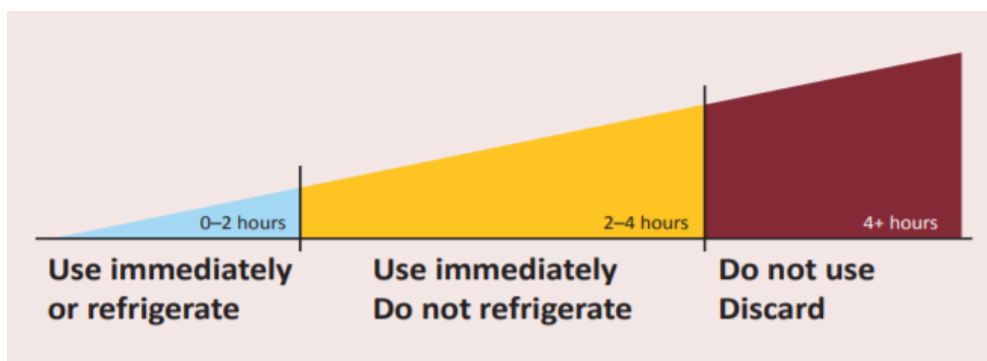 0–2 hours
2–4 hours
4+ hours
Use immediately
or refrigerate
Use immediately
Do not refrigerate
Do not use
Discard